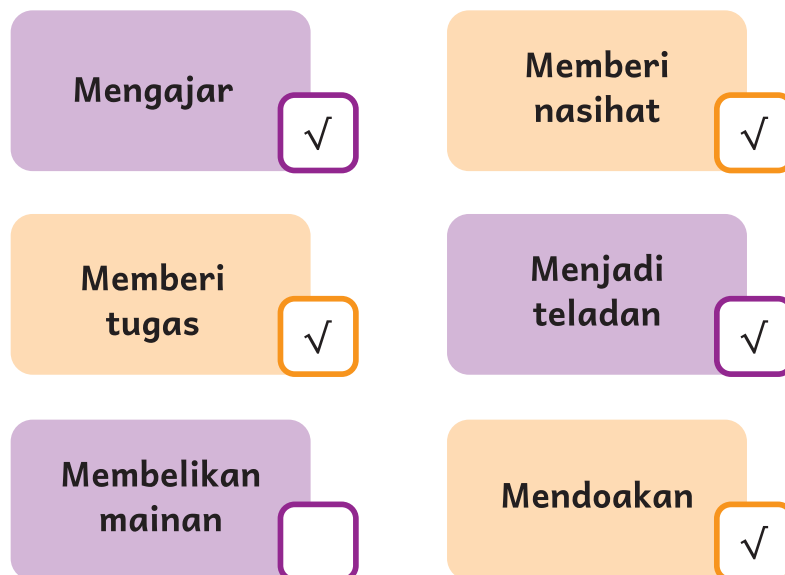 Mengajar
√
Memberi
nasihat
√
Memberi
tugas
√
Menjadi
teladan
√
Membelikan
mainan
Mendoakan
√